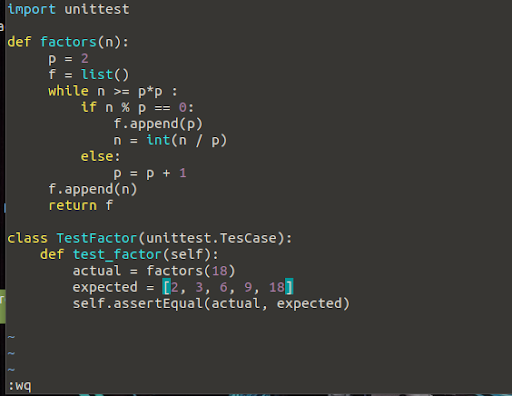 import unittest

def factors(n):
    p = 2
    f = list()
    while n >= p*p :
        if n % p == 0:
            f.append(p)
            n = int(n / p)
        else:
            p = p + 1
    f.append(n)
    return f

class TestFactor(unittest.TesCase):
    def test_factor(self):
        actual = factors(18)
        expected = [2, 3, 6, 9, 18]
        self.assertEqual(actual, expected)

~
~
~
:wq